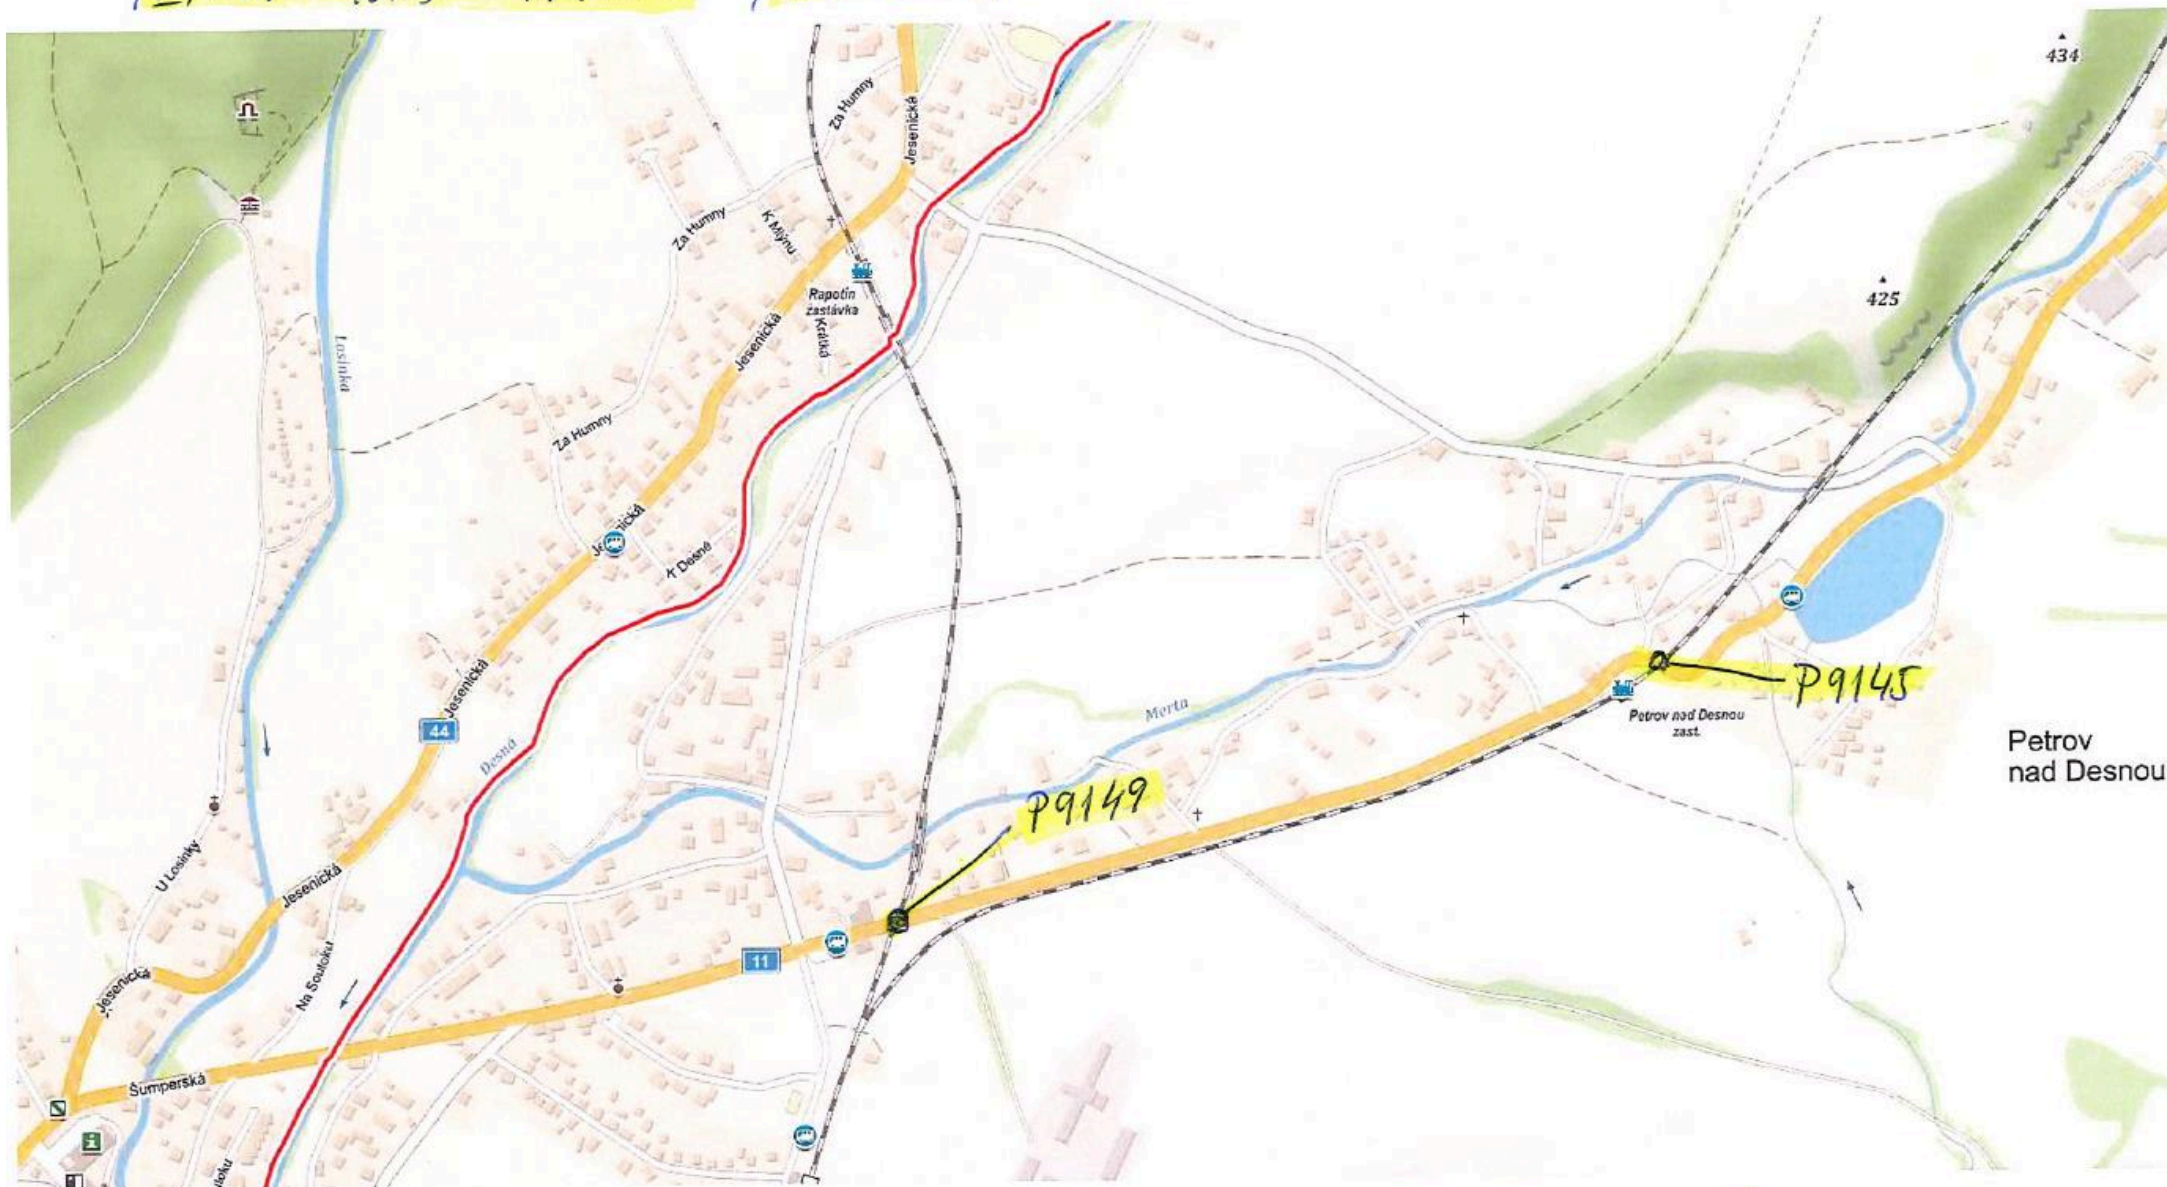 434
Za Humny
Jesenická
Za Humny
K Mlýnu
425
Rapotín
zastávka
Losinka
Jesenická
Krátká
Za Humny
Jesenická
K Desné
Jesenická
P9145
Merta
Petrov nad Desnou
zast.
44
Petrov
nad Desnou
Desná
P9149
U Losinky
Jesenická
11
Jesenická
Na Soutoku
Šumperská